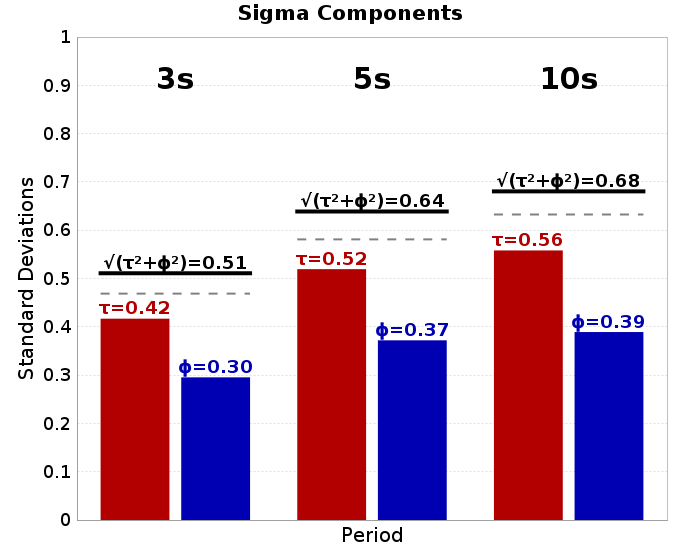 Sigma Components
1
0.9
0.8
0.7
0.6
0.5
0.4
0.3
0.2
0.1
0
Standard Deviations
3s
5s
10s
√(τ²+ϕ²)=0.51
τ=0.42
ϕ=0.30
√(τ²+ϕ²)=0.64
τ=0.52
ϕ=0.37
√(τ²+ϕ²)=0.68
τ=0.56
ϕ=0.39
Period